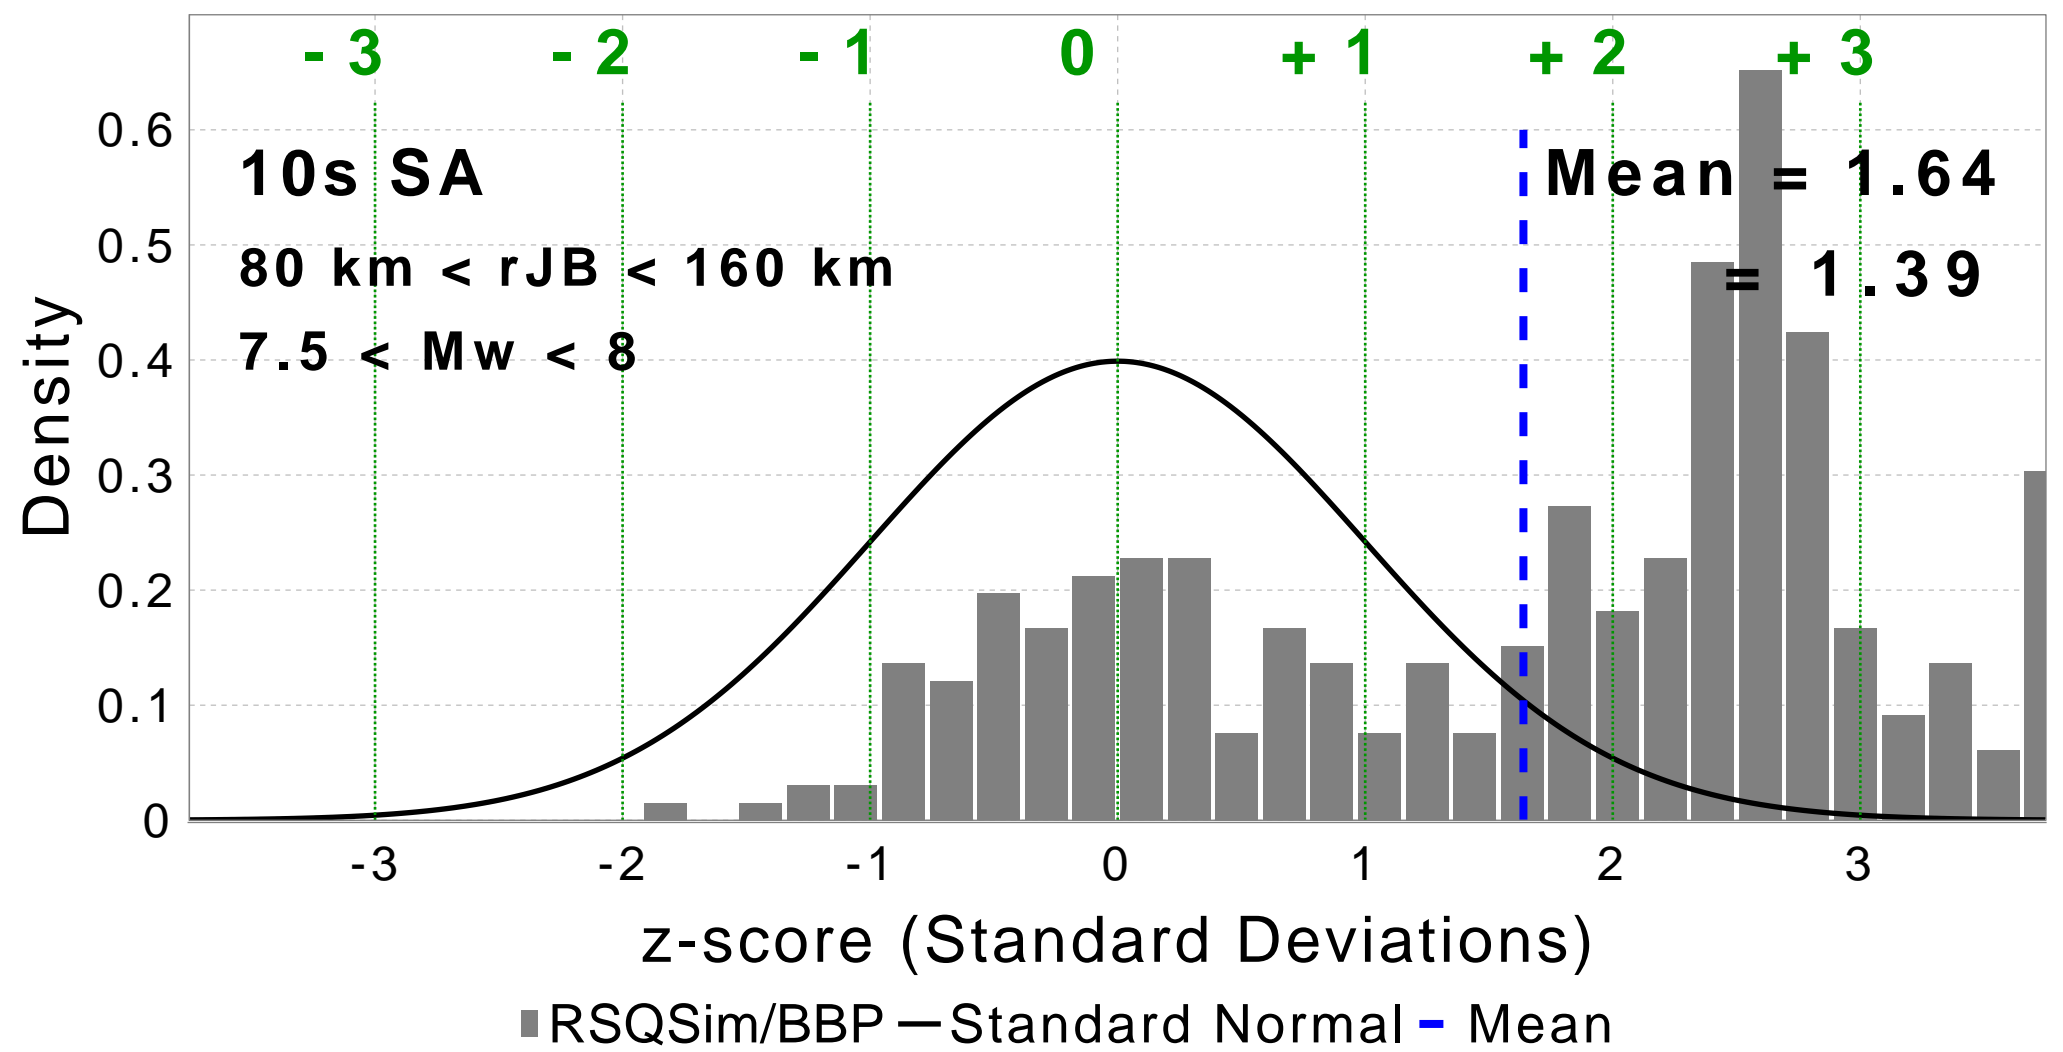 - 3 - 2 - 1 0 + 1 + 2 + 3
0.6
10s SA
Mean = 1.64
0.5
80 km < rJB < 160 km
= 1.39
0.4
7.5 < Mw < 8
0.3
0.2
0.1
0
Density
-3 -2 -1 0 1 2 3
z-score (Standard Deviations)
RSQSim/BBP Standard Normal Mean